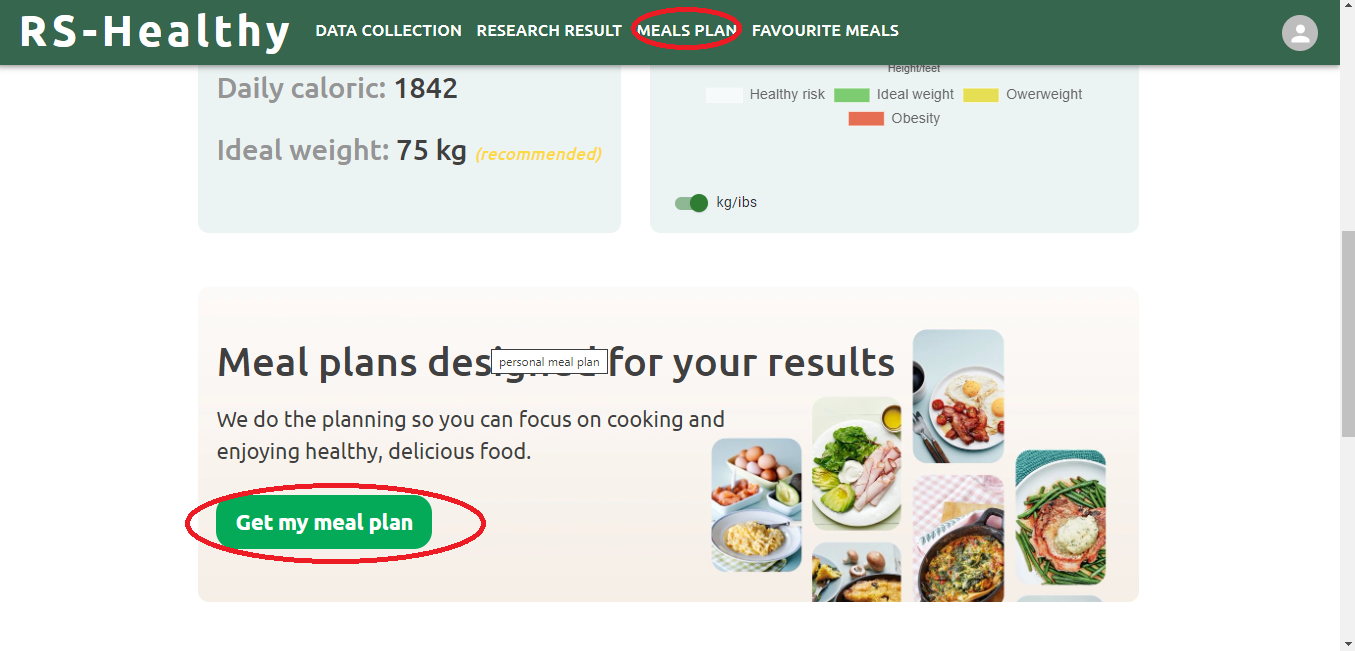 RS-Healthy DATA COLLECTION RESEARCH RESULT MEALS PLAN FAVOURITE MEALS
Daily caloric: 1842
Ideal weight: 75 kg (recommended)
Height/feet
Healthy risk Ideal weight Owerweight
Obesity
kg/ibs
Meal plans designed for your results
personal meal plan
We do the planning so you can focus on cooking and
enjoying healthy, delicious food.
Get my meal plan